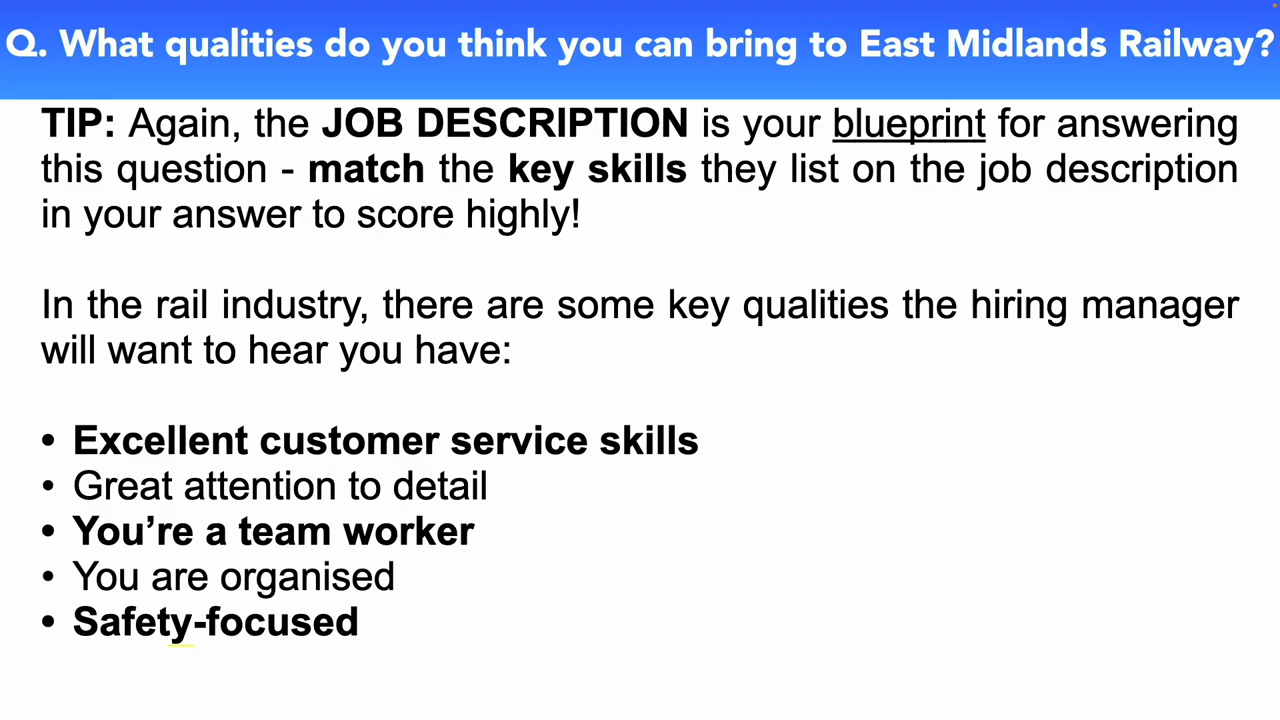 Q. What qualities do you think you can bring to East Midlands Railway?
TIP: Again, the JOB DESCRIPTION is your blueprint for answering
this question - match the key skills they list on the job description
in your answer to score highly!
In the rail industry, there are some key qualities the hiring manager
will want to hear you have:
• Excellent customer service skills
• Great attention to detail
• You’re a team worker
• You are organised
• Safety-focused